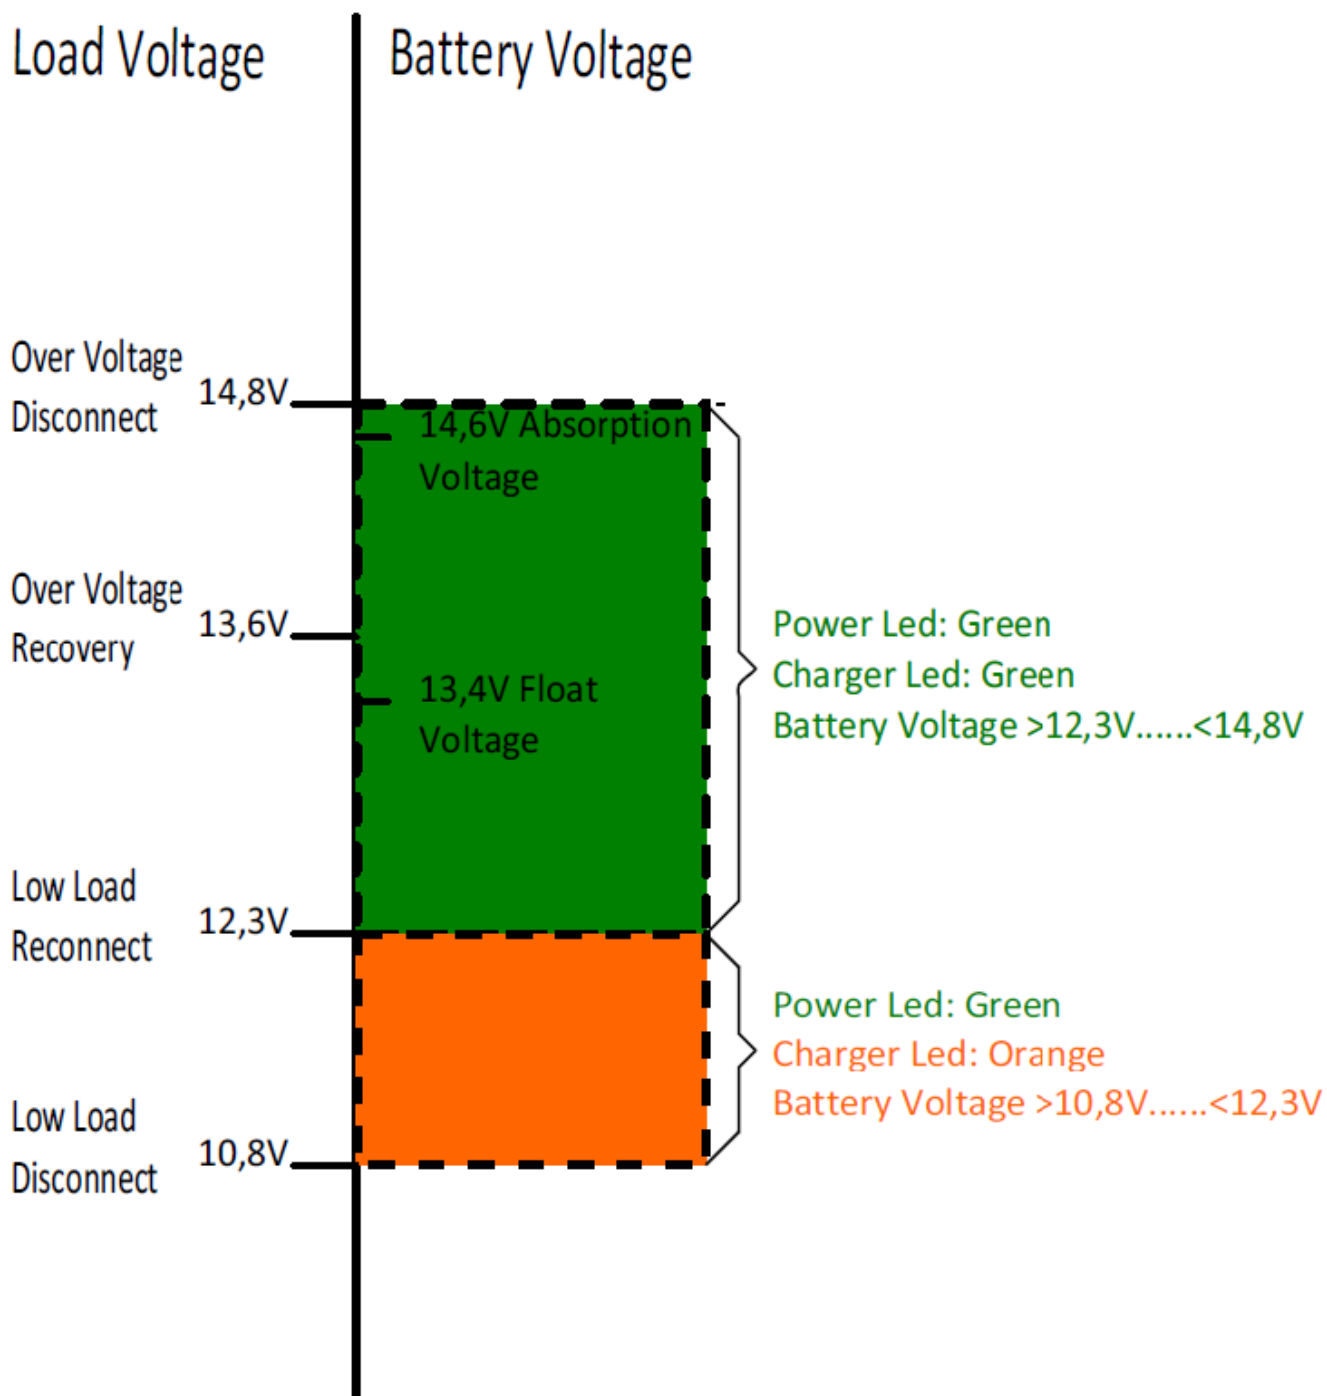 Load Voltage
Battery Voltage
Over Voltage
Disconnect
14,8V
14,6V Absorption
Voltage
Over Voltage
Recovery
13,6V
13,4V Float
Voltage
Power Led: Green
Charger Led: Green
Battery Voltage >12,3V......<14,8V
Low Load
Reconnect
12,3V
Power Led: Green
Charger Led: Orange
Battery Voltage >10,8V......<12,3V
Low Load
Disconnect
10,8V